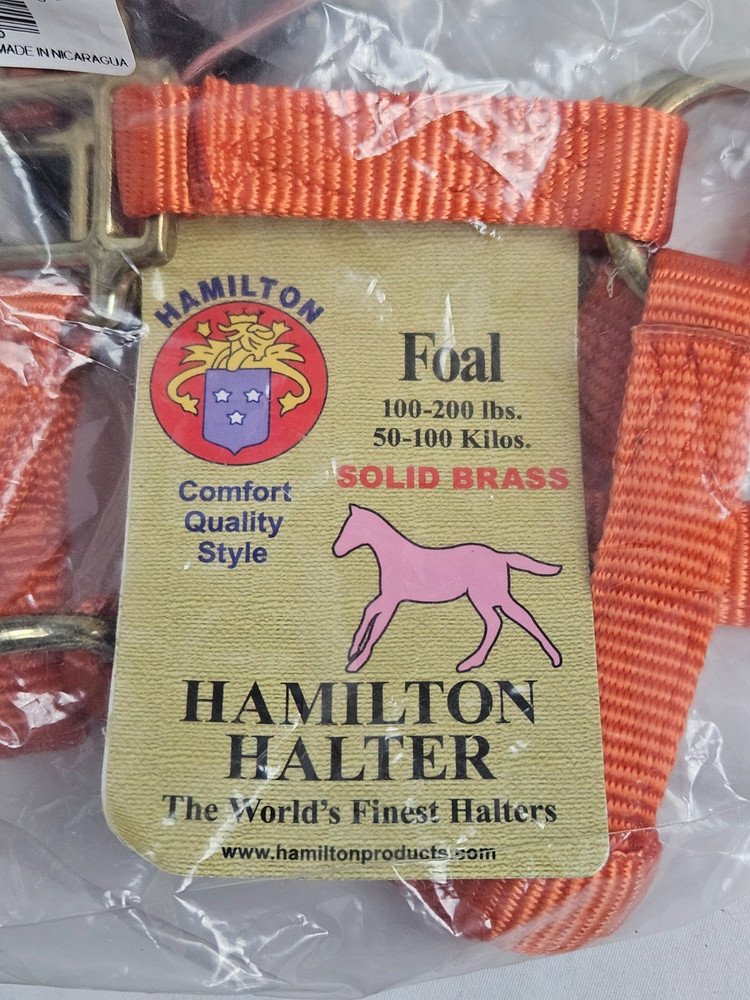 MADE IN NICARAGUA
HAMILTON
Foal
100-200 lbs.
50-100 Kilos.
SOLID BRASS
Comfort
Quality
Style
HAMILTON
HALTER
The World's Finest Halters
www.hamiltonproducts.com